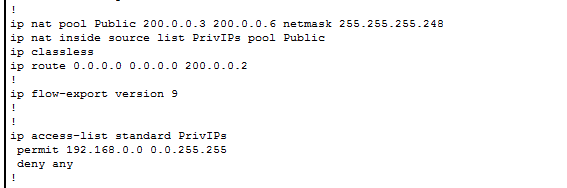 !
ip nat pool Public 200.0.0.3 200.0.0.6 netmask 255.255.255.248
ip nat inside source list PrivIPs pool Public
ip classless
ip route 0.0.0.0 0.0.0.0 200.0.0.2
!
ip flow-export version 9
!
!
ip access-list standard PrivIPs
 permit 192.168.0.0 0.0.255.255
 deny any
!